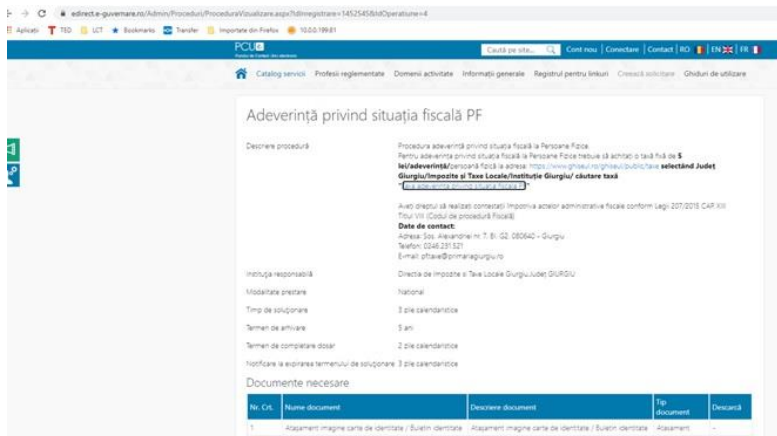 edirect.e-guvernare.ro/Admin/Proceduri/ProceduraVizualizare.aspx?IdInregistrare=1452545&IdOperatiune=4
Aplicații TED LCT Bookmarks Transfer Importate din Firefox 10.0.0.199:81
PCUe
Caută pe site... Cont nou | Conectare | Contact | RO | EN | FR
Catalog servicii Profesii reglementate Domenii activitate Informații generale Registrul pentru linkuri Creează solicitare Ghiduri de utilizare
Adeverință privind situația fiscală PF
Descriere procedură
Procedura adeverință privind situația fiscală la Persoane Fizice.
Pentru adeverința privind situația fiscală la Persoane Fizice trebuie să achitați o taxă fixă de 5
lei/adeverință/persoană fizică la adresa: https://www.ghiseul.ro/ghiseul/public/taxe selectând Județ
Giurgiu/Impozite și Taxe Locale/Instituție Giurgiu/ căutare taxă
"Taxa adeverinta privind situatia fiscala PF"
Aveți dreptul să realizați contestații împotriva actelor administrative fiscale conform Legii 207/2015 CAP. XIII
Titlul VIII (Codul de procedură Fiscală)
Date de contact:
Adresa: Sos. Alexandriei nr. 7, Bl. G2, 080640 – Giurgiu
Telefon: 0246.231.521
E-mail: pftaxe@primariagiurgiu.ro
Instituția responsabilă Directia de Impozite si Taxe Locale Giurgiu,Judet GIURGIU
Modalitate prestare National
Timp de soluționare 3 zile calendaristice
Termen de arhivare 5 ani
Termen de completare dosar 2 zile calendaristice
Notificare la expirarea termenului de soluționare 3 zile calendaristice
Documente necesare
Nr. Crt. Nume document Descriere document Tip document Descarcă
1 Atașament imagine carte de identitate / Buletin identitate Atașament imagine carte de identitate / Buletin identitate Atasament -